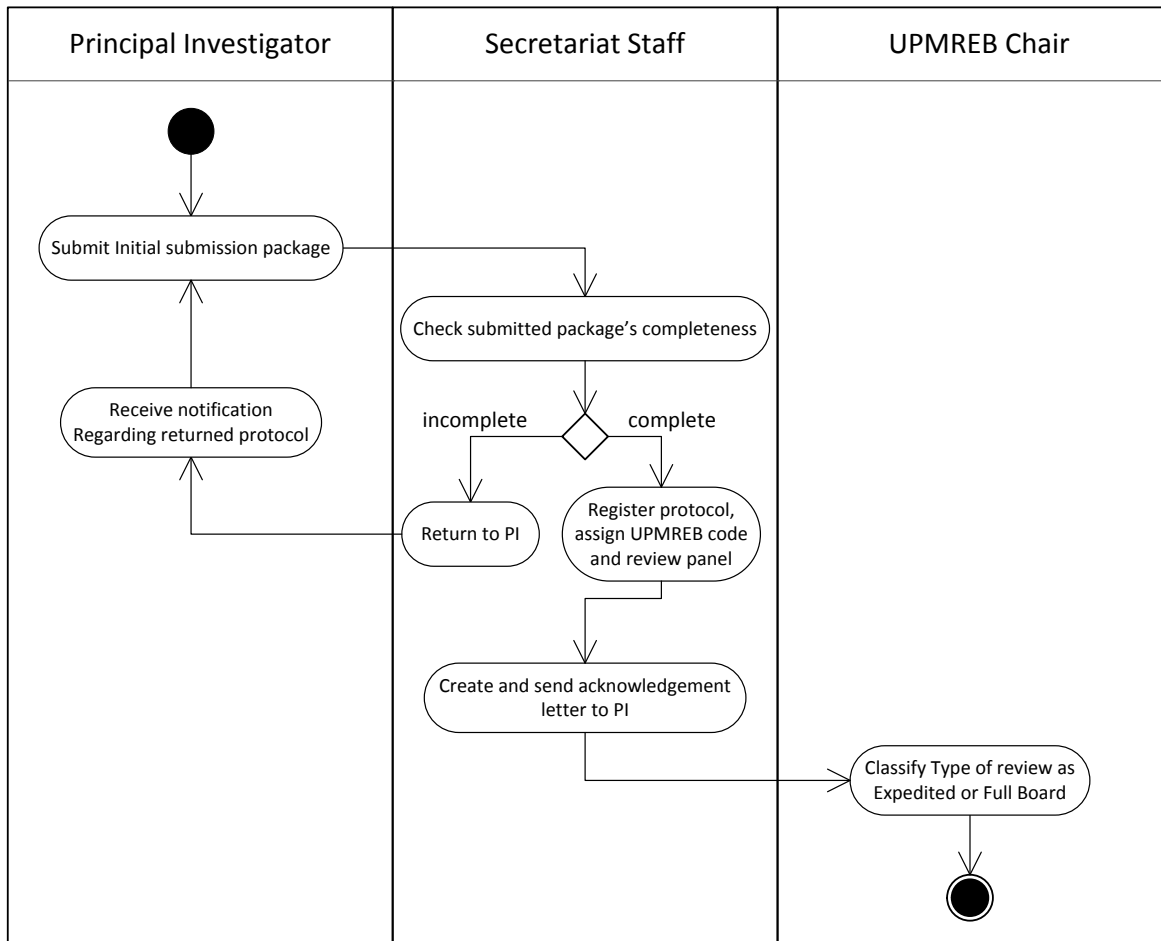 Principal Investigator
Secretariat Staff
UPMREB Chair
Submit Initial submission package
Check submitted package's completeness
Receive notification
Regarding returned protocol
incomplete
complete
Return to PI
Register protocol,
assign UPMREB code
and review panel
Create and send acknowledgement
letter to PI
Classify Type of review as
Expedited or Full Board